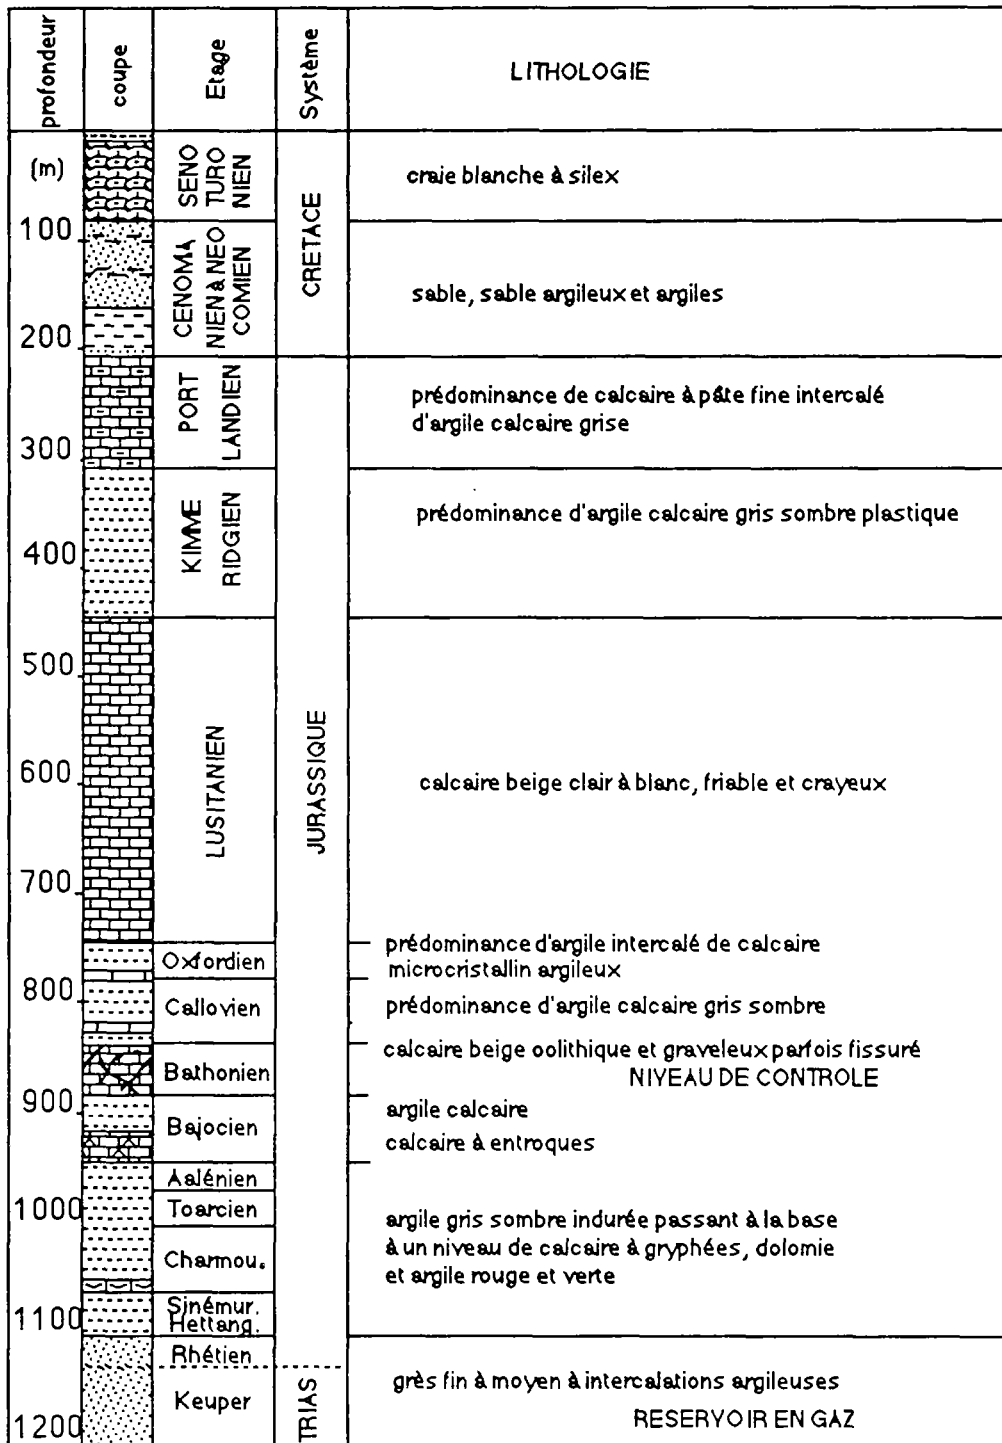 profondeur
coupe
Etage
Système
LITHOLOGIE
(m)
SENO
TURO
NIEN
CRETACE
craie blanche à silex
100
CENOMA
NIEN à NEO
COMIEN
sable, sable argileux et argiles
200
PORT
LANDIEN
prédominance de calcaire à pâte fine intercalé
d'argile calcaire grise
300
KIMME
RIDGIEN
prédominance d'argile calcaire gris sombre plastique
400
500
LUSITANIEN
JURASSIQUE
calcaire beige clair à blanc, friable et crayeux
600
700
Oxfordien
prédominance d'argile intercalé de calcaire
microcristallin argileux
800
Callovien
prédominance d'argile calcaire gris sombre
Bathonien
calcaire beige oolithique et graveleux parfois fissuré
NIVEAU DE CONTROLE
900
Bajocien
argile calcaire
calcaire à entroques
Aalénien
1000
Toarcien
argile gris sombre indurée passant à la base
à un niveau de calcaire à gryphées, dolomie
et argile rouge et verte
Charmou.
1100
Sinémur.
Hettang.
Rhétien
Keuper
TRIAS
grès fin à moyen à intercalations argileuses
RESERVOIR EN GAZ
1200